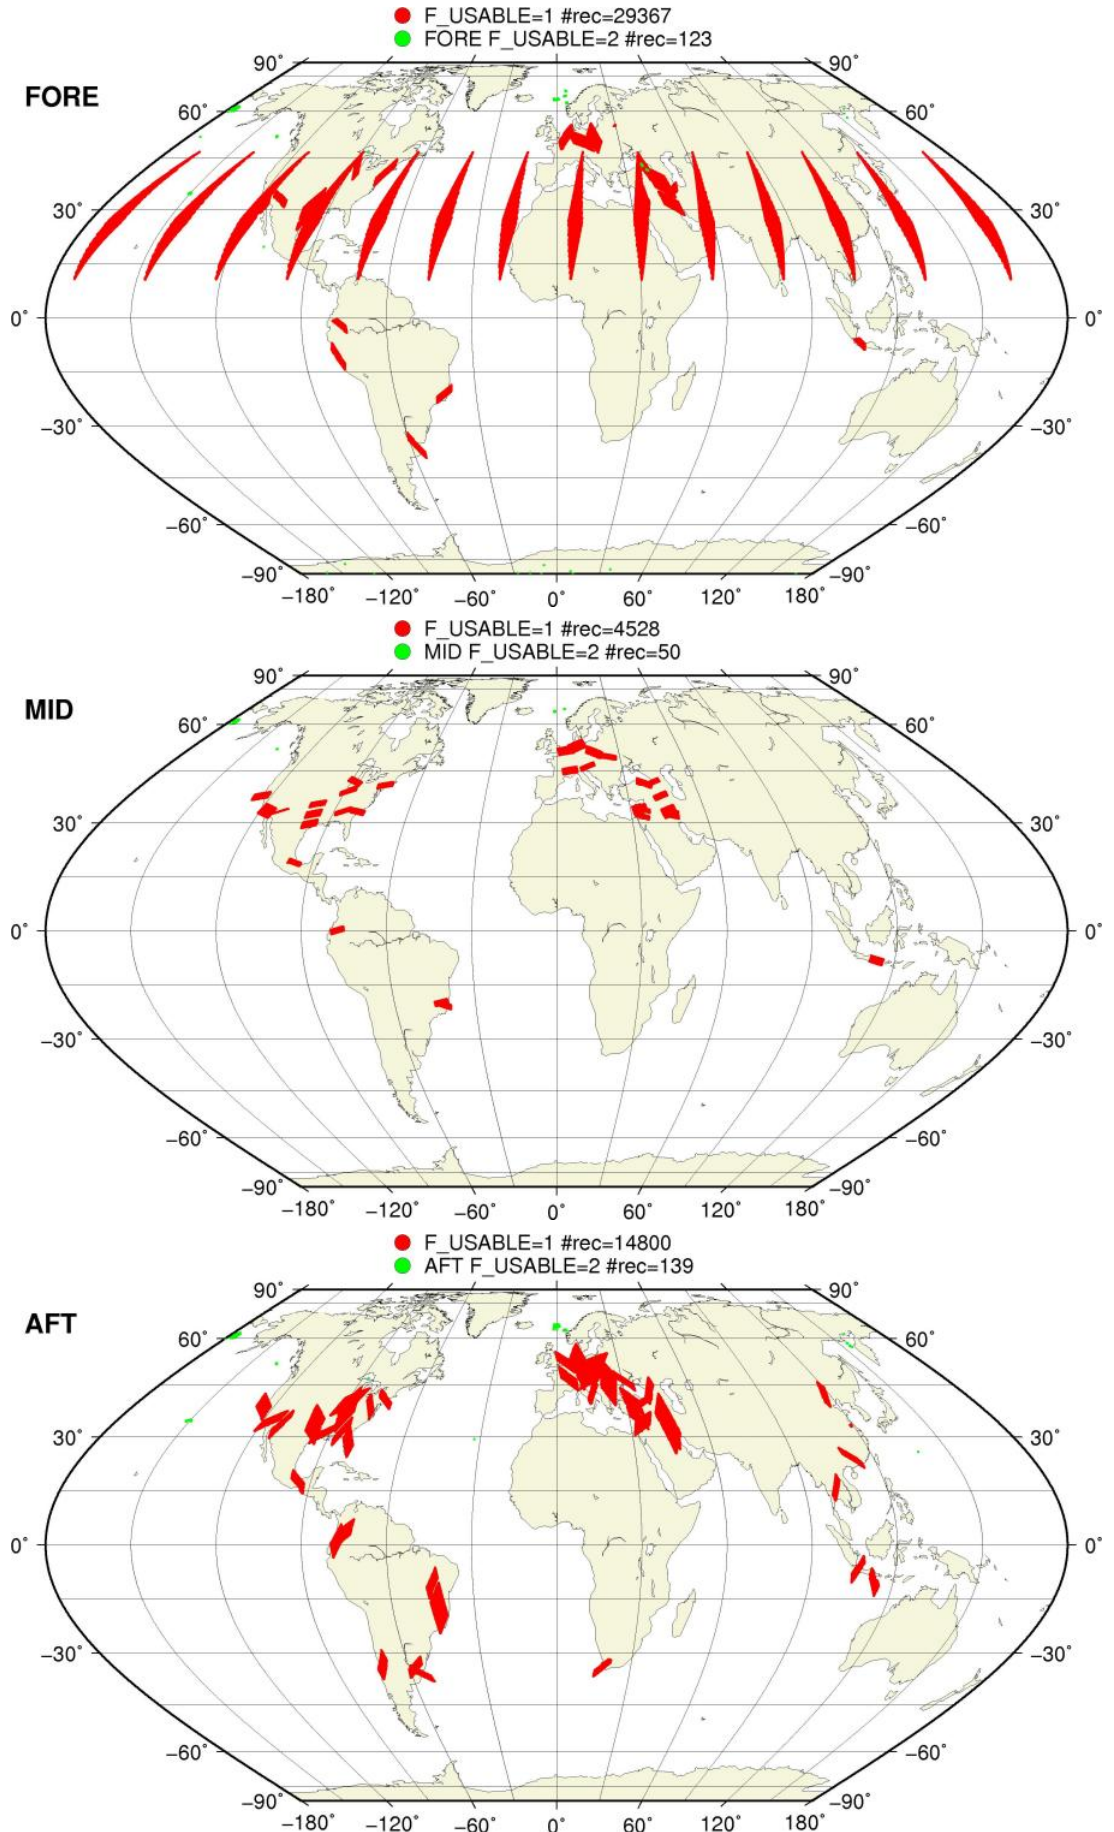 F_USABLE=1 #rec=29367
FORE F_USABLE=2 #rec=123
FORE
90˚ 90˚
60˚ 60˚
30˚ 30˚
0˚ 0˚
−30˚ −30˚
−60˚ −60˚
−90˚ −90˚
−180˚ −120˚ −60˚ 0˚ 60˚ 120˚ 180˚
F_USABLE=1 #rec=4528
MID F_USABLE=2 #rec=50
MID
90˚ 90˚
60˚ 60˚
30˚ 30˚
0˚ 0˚
−30˚ −30˚
−60˚ −60˚
−90˚ −90˚
−180˚ −120˚ −60˚ 0˚ 60˚ 120˚ 180˚
F_USABLE=1 #rec=14800
AFT F_USABLE=2 #rec=139
AFT
90˚ 90˚
60˚ 60˚
30˚ 30˚
0˚ 0˚
−30˚ −30˚
−60˚ −60˚
−90˚ −90˚
−180˚ −120˚ −60˚ 0˚ 60˚ 120˚ 180˚